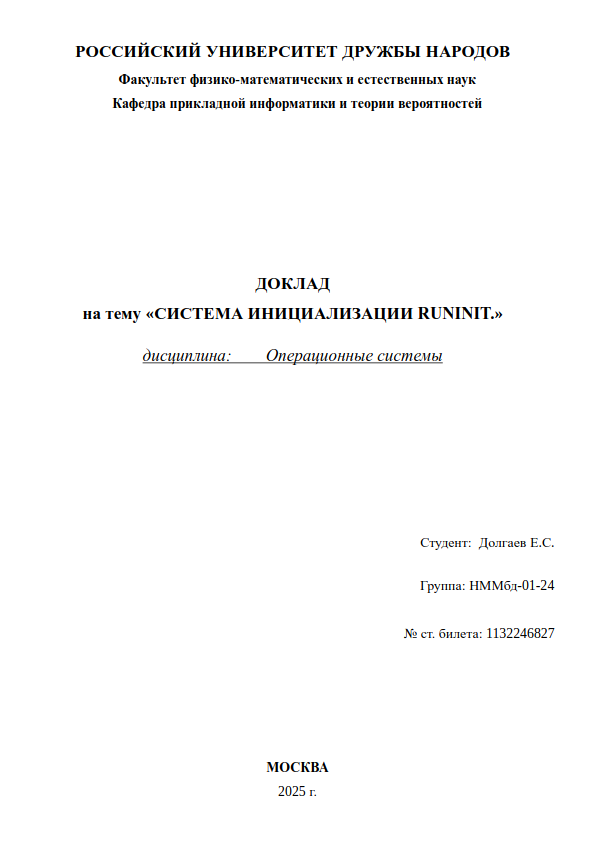 РОССИЙСКИЙ УНИВЕРСИТЕТ ДРУЖБЫ НАРОДОВ
Факультет физико-математических и естественных наук
Кафедра прикладной информатики и теории вероятностей
ДОКЛАД
на тему «СИСТЕМА ИНИЦИАЛИЗАЦИИ RUNINIT.»
дисциплина: Операционные системы
Студент: Долгаев Е.С.
Группа: НММбд-01-24
№ ст. билета: 1132246827
МОСКВА
2025 г.